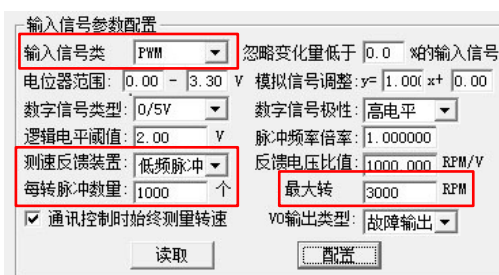 输入信号参数配置
输入信号类 PWM 忽略变化量低于 0.0 %的输入信号
电位器范围: 0.00 - 3.30 V 模拟信号调整:y= 1.00( x+ 0.00
数字信号类型: 0/5V 数字信号极性: 高电平
逻辑电平阈值: 2.00 V 脉冲频率倍率: 1.000000
测速反馈装置: 低频脉冲 反馈电压比值: 1000.000 RPM/V
每转脉冲数量: 1000 个 最大转 3000 RPM
通讯控制时始终测量转速 VO输出类型: 故障输出
读取 配置